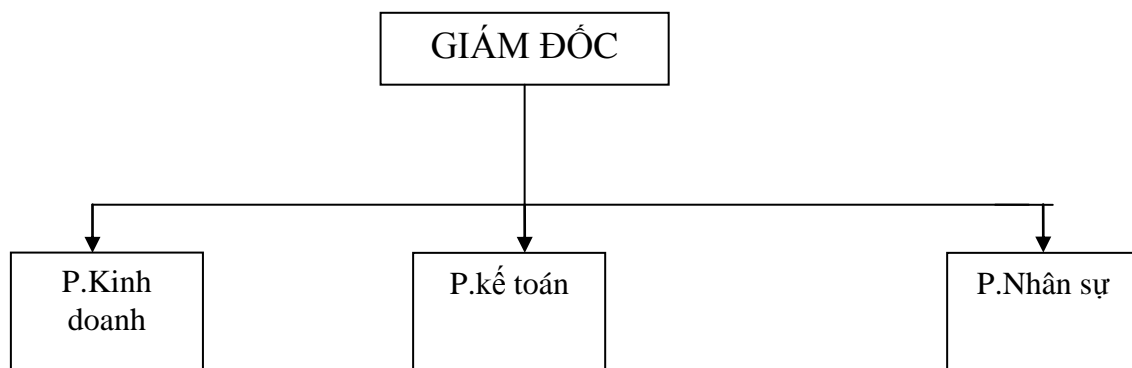 GIÁM ĐỐC
P.Kinh
doanh
P.kế toán
P.Nhân sự